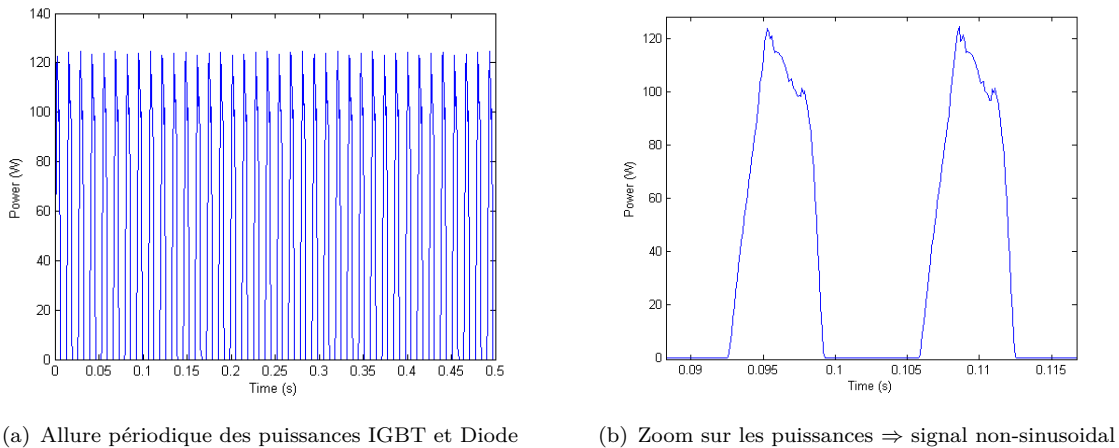 140
120
100
80
60
40
20
0
Power (W)
0 0.05 0.1 0.15 0.2 0.25 0.3 0.35 0.4 0.45 0.5
Time (s)
(a) Allure périodique des puissances IGBT et Diode
120
100
80
60
40
20
0
Power (W)
0.09 0.095 0.1 0.105 0.11 0.115
Time (s)
(b) Zoom sur les puissances ⇒ signal non-sinusoidal